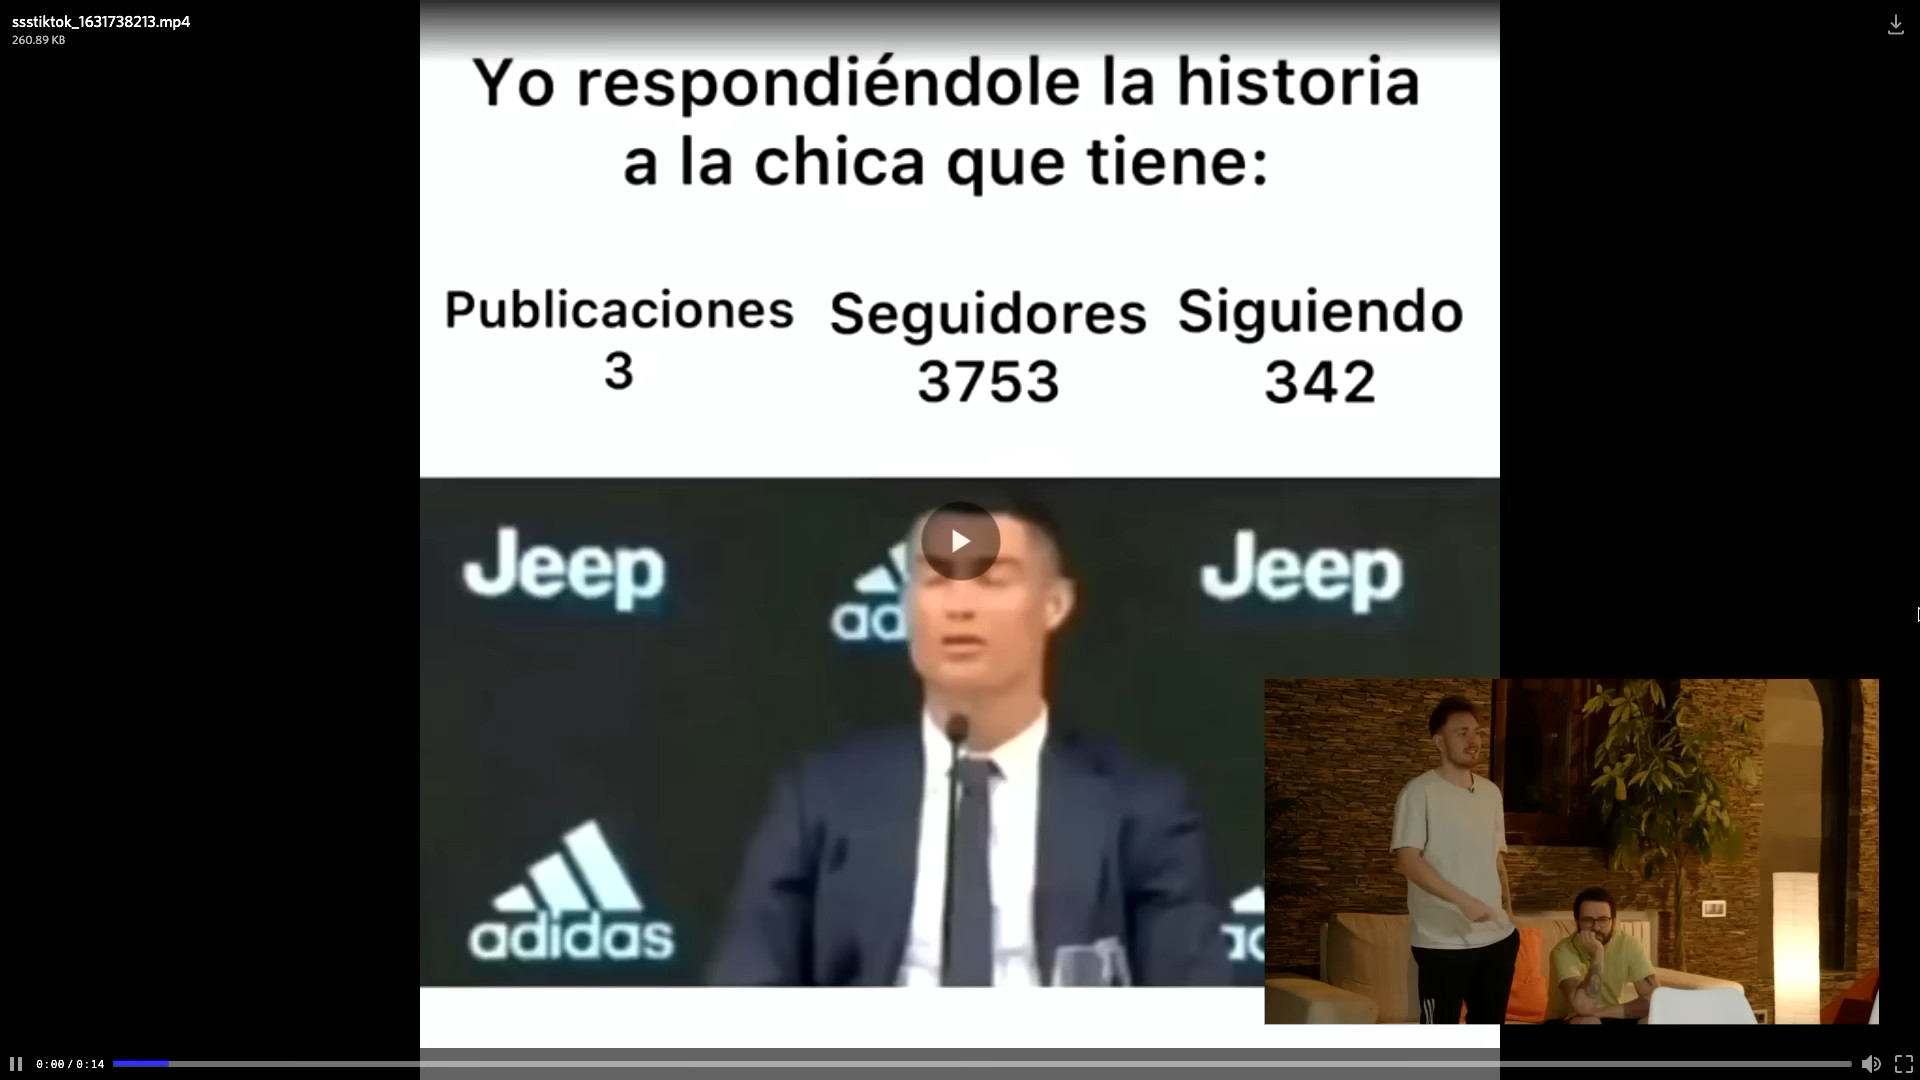 ssstiktok_1631738213.mp4
260.89 KB
Yo respondiéndole la historia
a la chica que tiene:
Publicaciones Seguidores Siguiendo
3 3753 342
Jeep ad Jeep
adidas
0:00 / 0:14